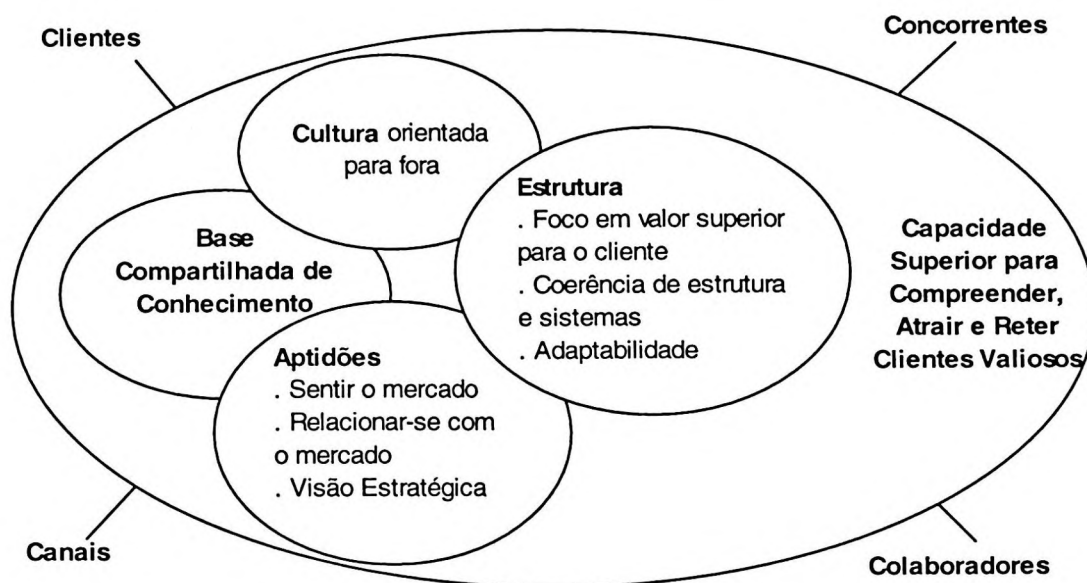 Clientes
Concorrentes
Cultura orientada
para fora
Estrutura
. Foco em valor superior
para o cliente
. Coerência de estrutura
e sistemas
. Adaptabilidade
Base
Compartilhada de
Conhecimento
Capacidade
Superior para
Compreender,
Atrair e Reter
Clientes Valiosos
Aptidões
. Sentir o mercado
. Relacionar-se com
o mercado
. Visão Estratégica
Canais
Colaboradores